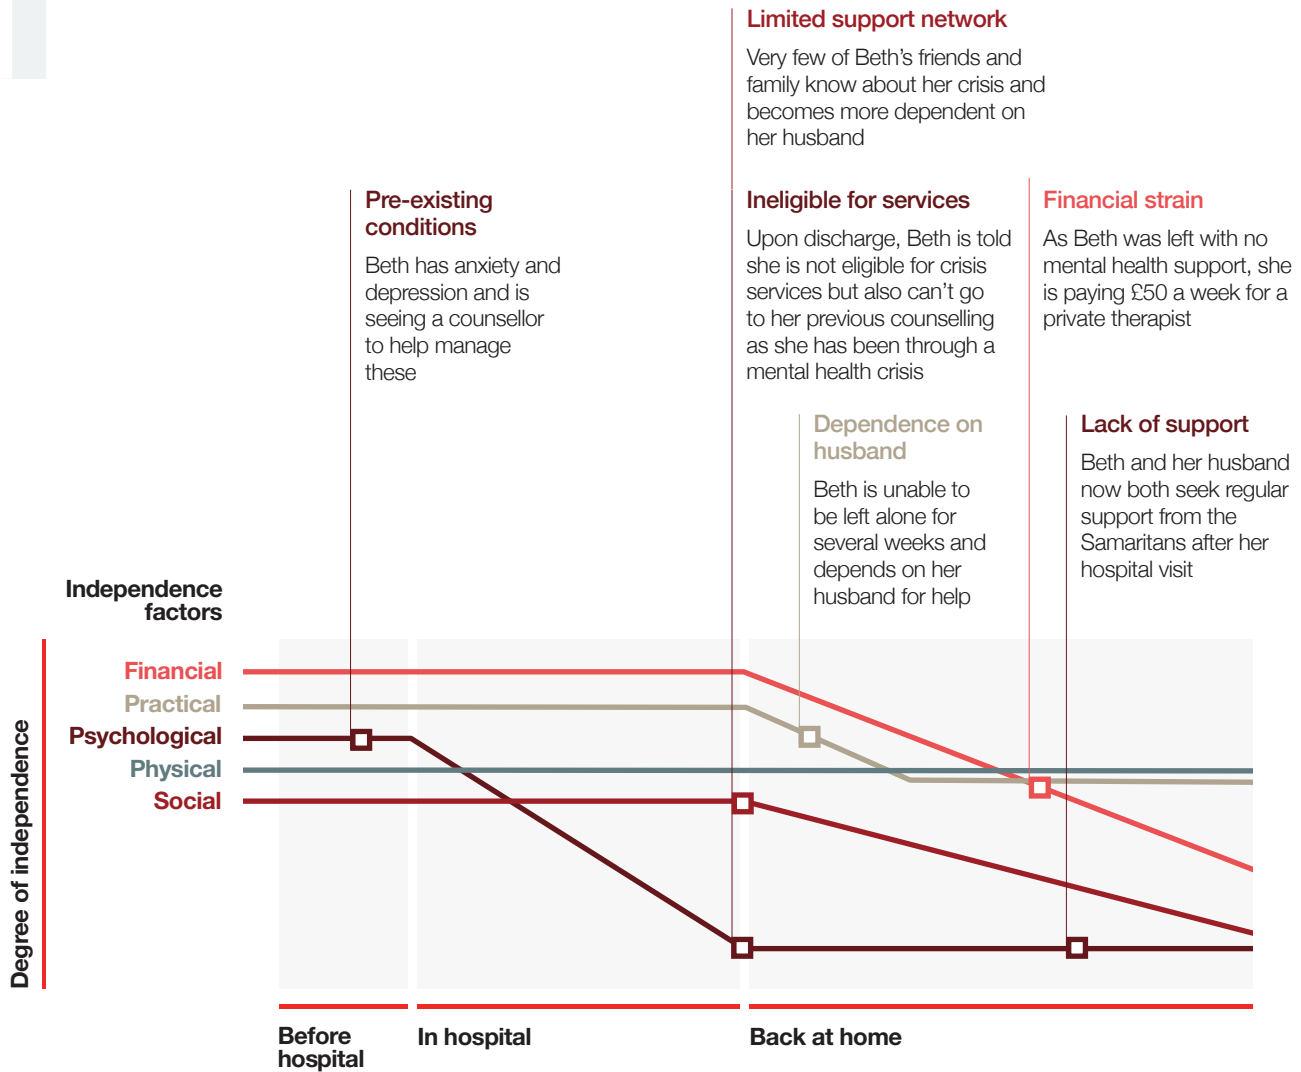 Limited support network
Very few of Beth’s friends and
family know about her crisis and
becomes more dependent on
her husband
Pre-existing
conditions
Beth has anxiety and
depression and is
seeing a counsellor
to help manage
these
Ineligible for services
Upon discharge, Beth is told
she is not eligible for crisis
services but also can’t go
to her previous counselling
as she has been through a
mental health crisis
Financial strain
As Beth was left with no
mental health support, she
is paying £50 a week for a
private therapist
Dependence on
husband
Beth is unable to
be left alone for
several weeks and
depends on her
husband for help
Lack of support
Beth and her husband
now both seek regular
support from the
Samaritans after her
hospital visit
Independence
factors
Financial
Practical
Psychological
Physical
Social
Degree of independence
Before
hospital
In hospital
Back at home